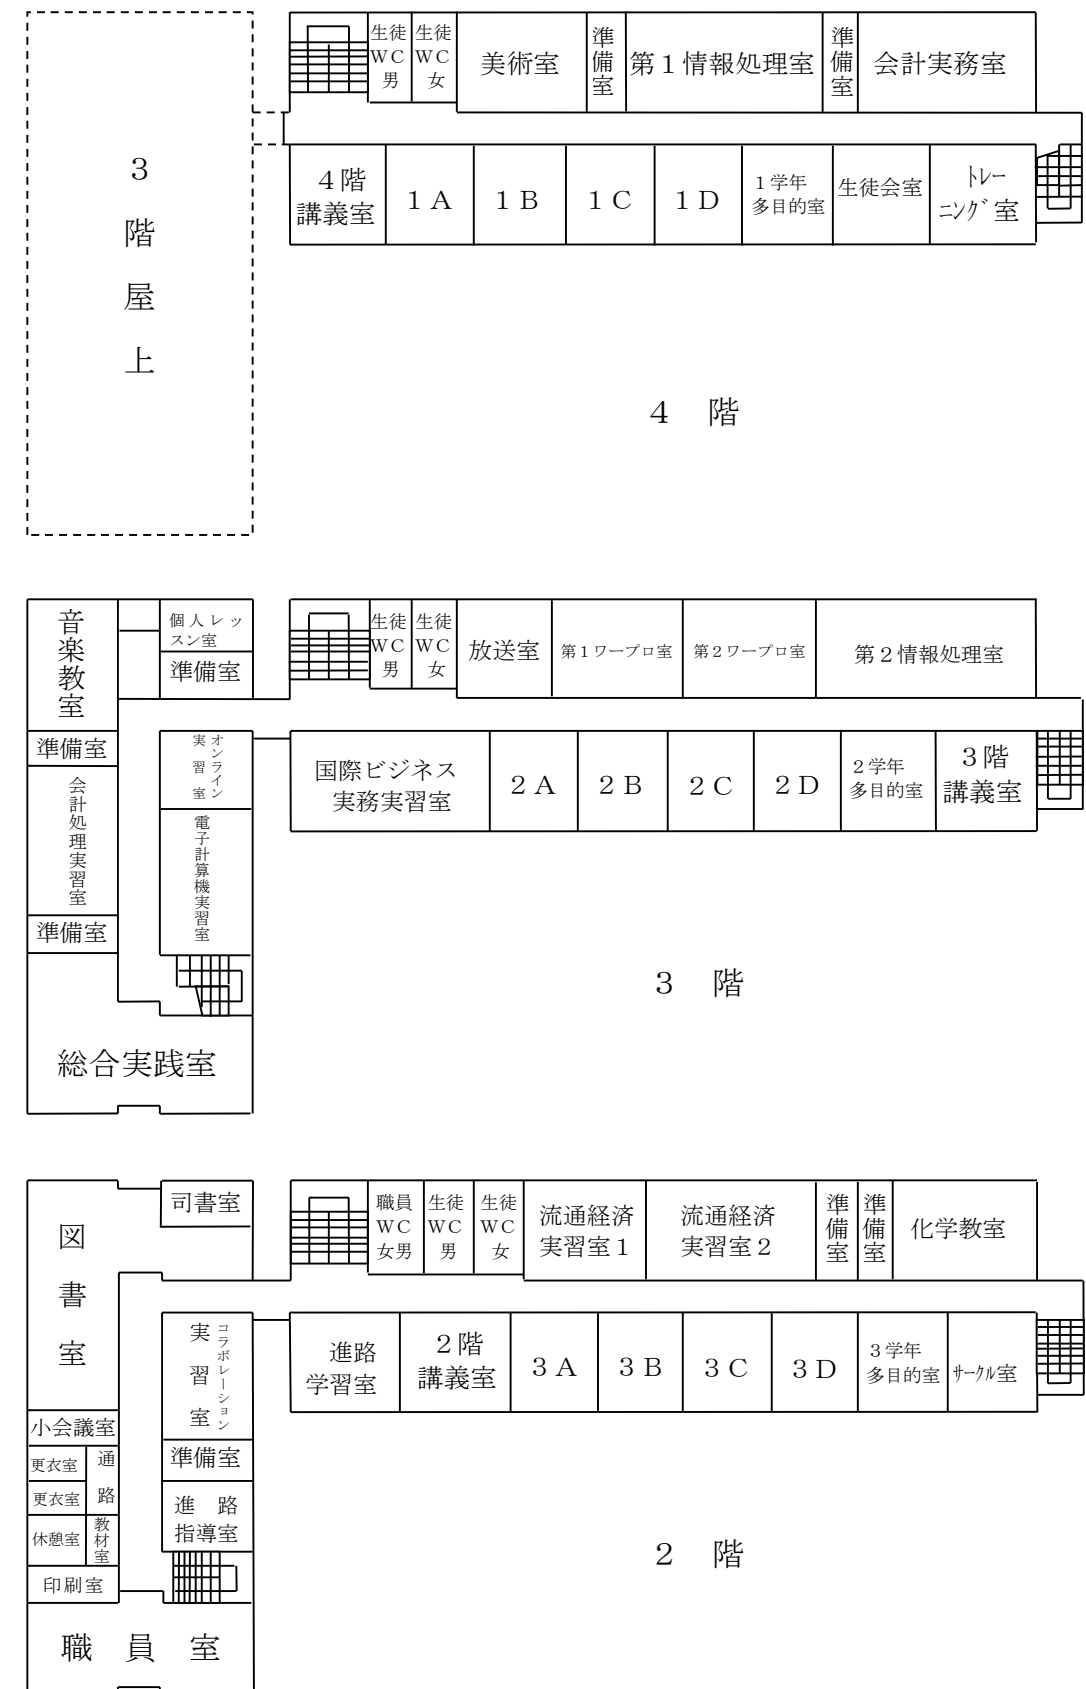 生徒
WC
男
生徒
WC
女
美術室
準備室
第１情報処理室
準備室
会計実務室
３階屋上
４階
講義室
１Ａ
１Ｂ
１Ｃ
１Ｄ
１学年
多目的室
生徒会室
ﾄﾚｰ
ﾆﾝｸﾞ室
４　階
音楽教室
個人レッ
スン室
準備室
生徒
WC
男
生徒
WC
女
放送室
第１ワープロ室
第２ワープロ室
第２情報処理室
準備室
オンライン
実習室
国際ビジネス
実務実習室
２Ａ
２Ｂ
２Ｃ
２Ｄ
２学年
多目的室
３階
講義室
会計処理実習室
電子計算機実習室
準備室
３　階
総合実践室
図書室
司書室
職員
WC
女男
生徒
WC
男
生徒
WC
女
流通経済
実習室１
流通経済
実習室２
準備室
準備室
化学教室
コラボレーション
実習室
進路
学習室
２階
講義室
３Ａ
３Ｂ
３Ｃ
３Ｄ
３学年
多目的室
ｻｰｸﾙ室
小会議室
更衣室
通路
準備室
更衣室
進　路
指導室
休憩室
教材室
印刷室
２　階
職　員　室